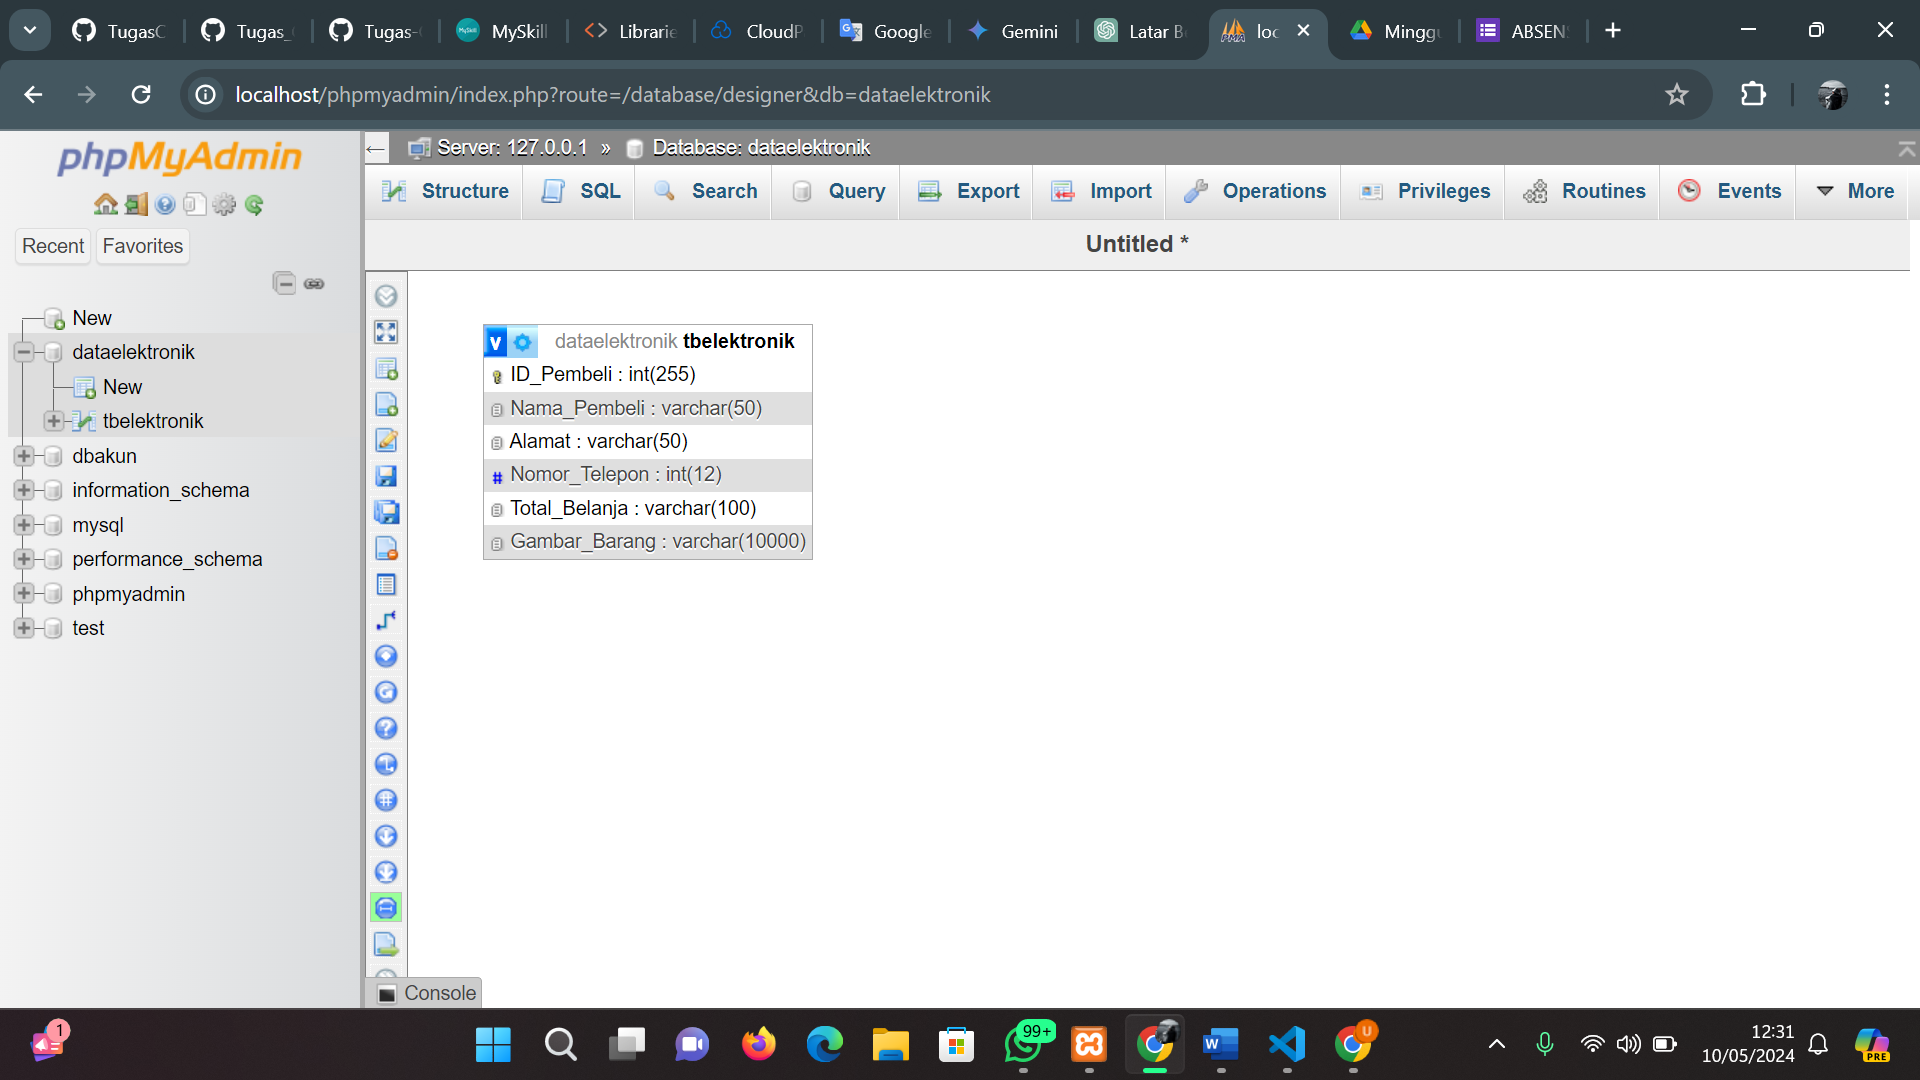 TugasC
Tugas_
Tugas-
MySkill
Librarie
CloudP
Google
Gemini
Latar B
loc
Minggu
ABSEN
localhost/phpmyadmin/index.php?route=/database/designer&db=dataelektronik
phpMyAdmin
Recent
Favorites
New
dataelektronik
New
tbelektronik
dbakun
information_schema
mysql
performance_schema
phpmyadmin
test
Server: 127.0.0.1 » Database: dataelektronik
Structure
SQL
Search
Query
Export
Import
Operations
Privileges
Routines
Events
More
Untitled *
v dataelektronik tbelektronik
ID_Pembeli : int(255)
Nama_Pembeli : varchar(50)
Alamat : varchar(50)
# Nomor_Telepon : int(12)
Total_Belanja : varchar(100)
Gambar_Barang : varchar(10000)
Console
1
99+
U
12:31
10/05/2024
PRE